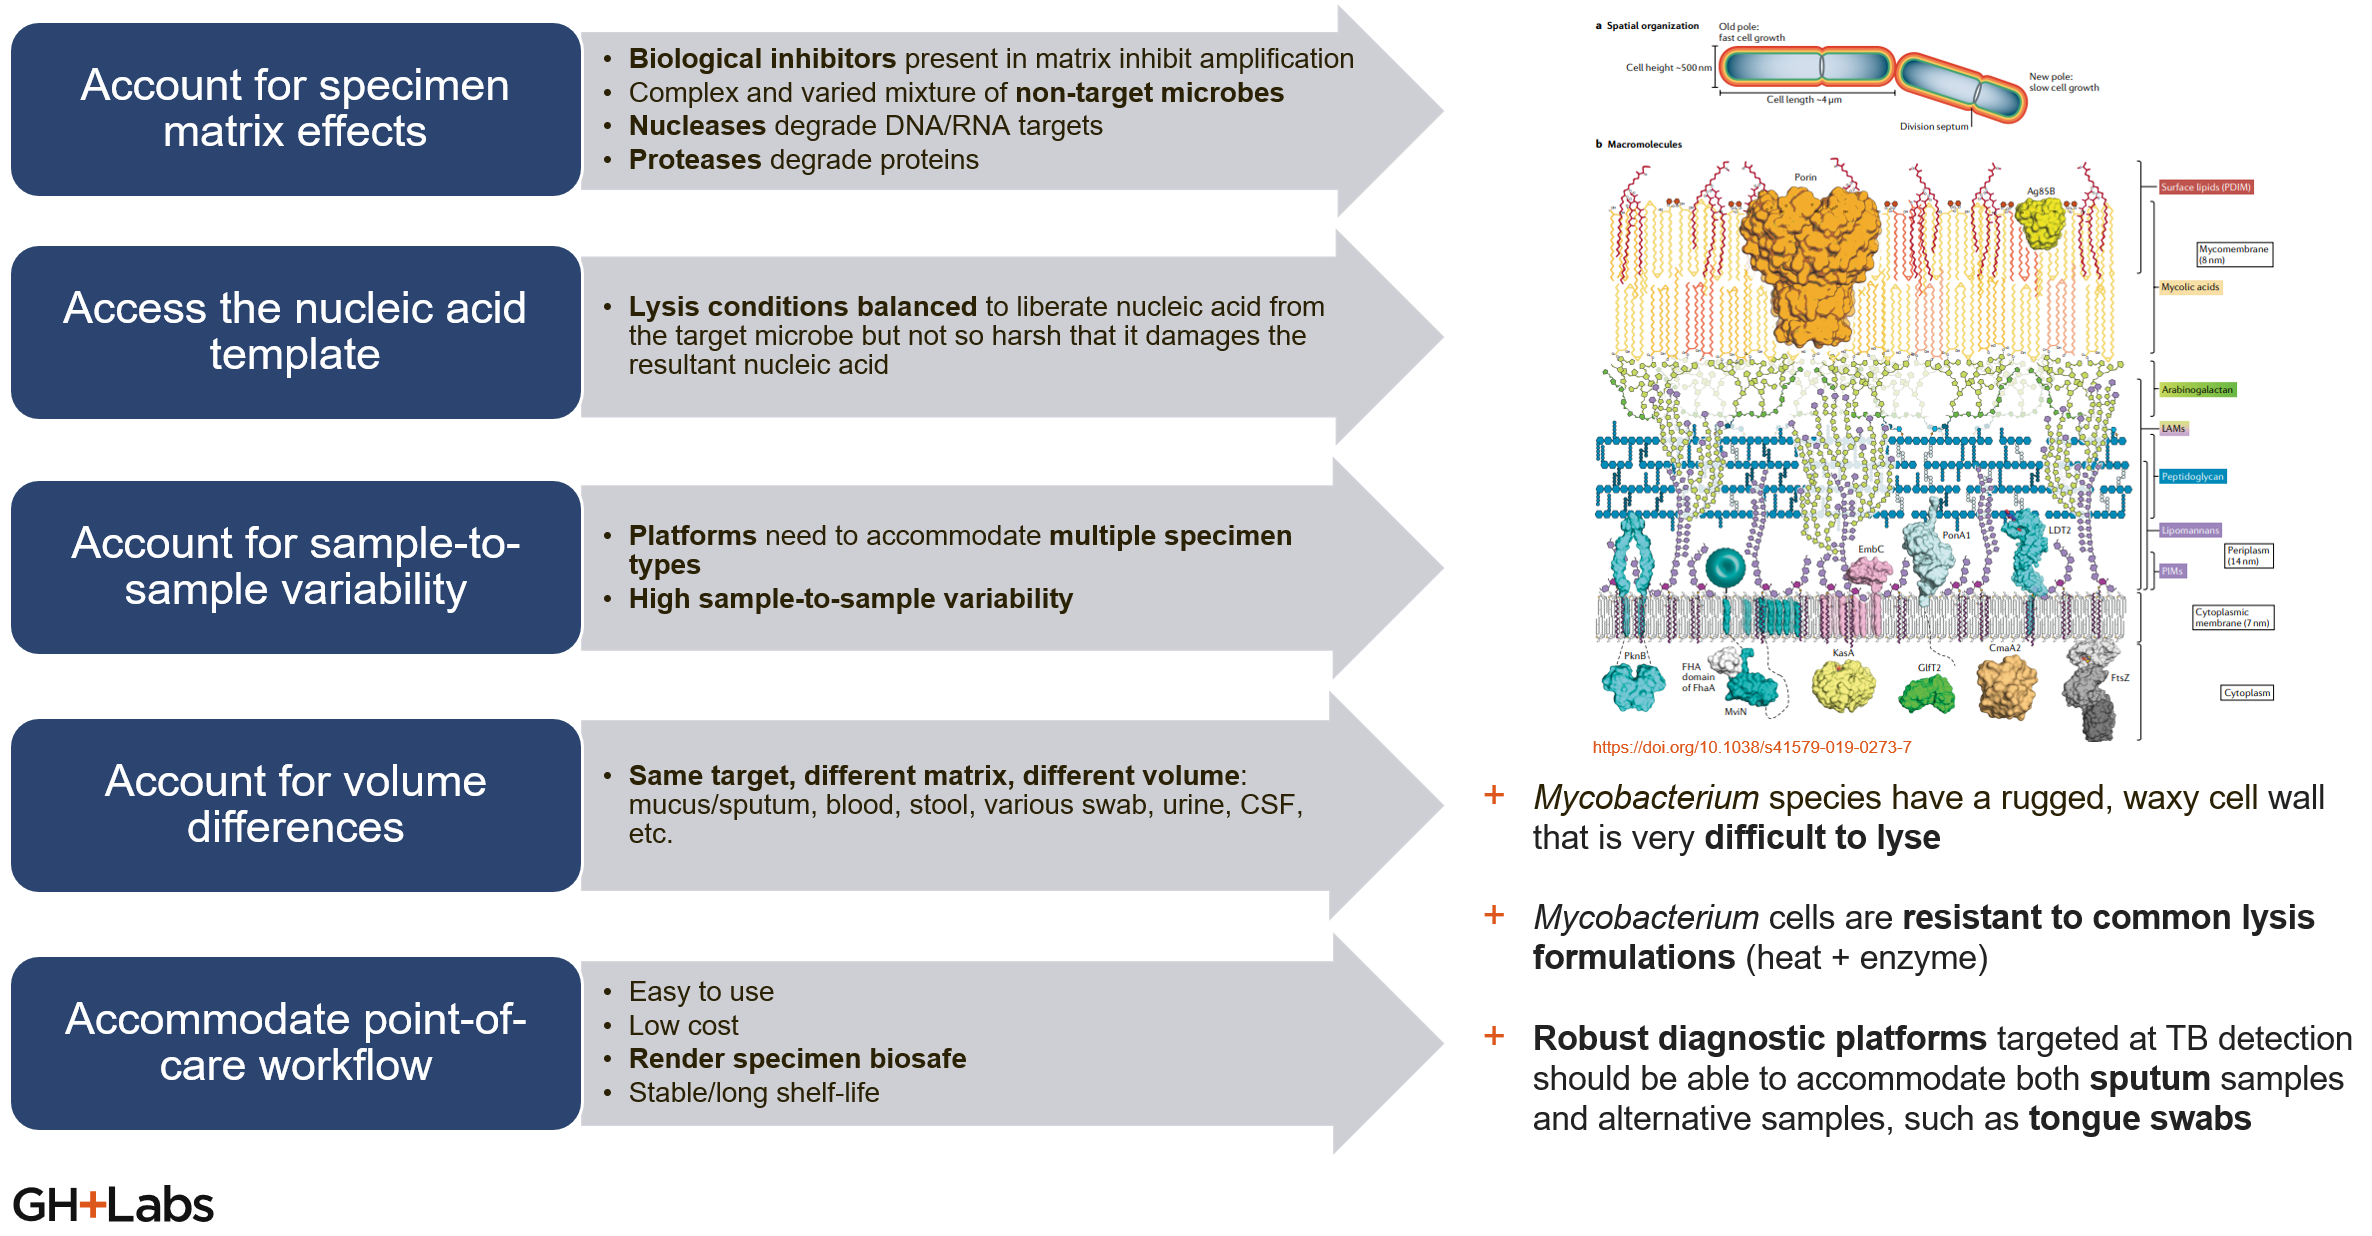 Account for specimen
matrix effects
• Biological inhibitors present in matrix inhibit amplification
• Complex and varied mixture of non-target microbes
• Nucleases degrade DNA/RNA targets
• Proteases degrade proteins
Access the nucleic acid
template
• Lysis conditions balanced to liberate nucleic acid from
the target microbe but not so harsh that it damages the
resultant nucleic acid
Account for sample-to-
sample variability
• Platforms need to accommodate multiple specimen
types
• High sample-to-sample variability
Account for volume
differences
• Same target, different matrix, different volume:
mucus/sputum, blood, stool, various swab, urine, CSF,
etc.
Accommodate point-of-
care workflow
• Easy to use
• Low cost
• Render specimen biosafe
• Stable/long shelf-life
GH+Labs
a Spatial organization
Old pole:
fast cell growth
Cell height ~500 nm
Cell length ~4 μm
New pole:
slow cell growth
Division septum
b Macromolecules
Porin
Ag85B
Surface lipids (PDIM)
Mycomembrane
(8 nm)
Mycolic acids
Arabinogalactan
LAMs
Peptidoglycan
LDT2
PonA1
EmbC
Lipomannans
Periplasm
(14 nm)
PIMs
Cytoplasmic
membrane (7 nm)
PknB
FHA
domain
of FhaA
MviN
KasA
GlfT2
CmaA2
FtsZ
Cytoplasm
https://doi.org/10.1038/s41579-019-0273-7
+ Mycobacterium species have a rugged, waxy cell wall
that is very difficult to lyse
+ Mycobacterium cells are resistant to common lysis
formulations (heat + enzyme)
+ Robust diagnostic platforms targeted at TB detection
should be able to accommodate both sputum samples
and alternative samples, such as tongue swabs